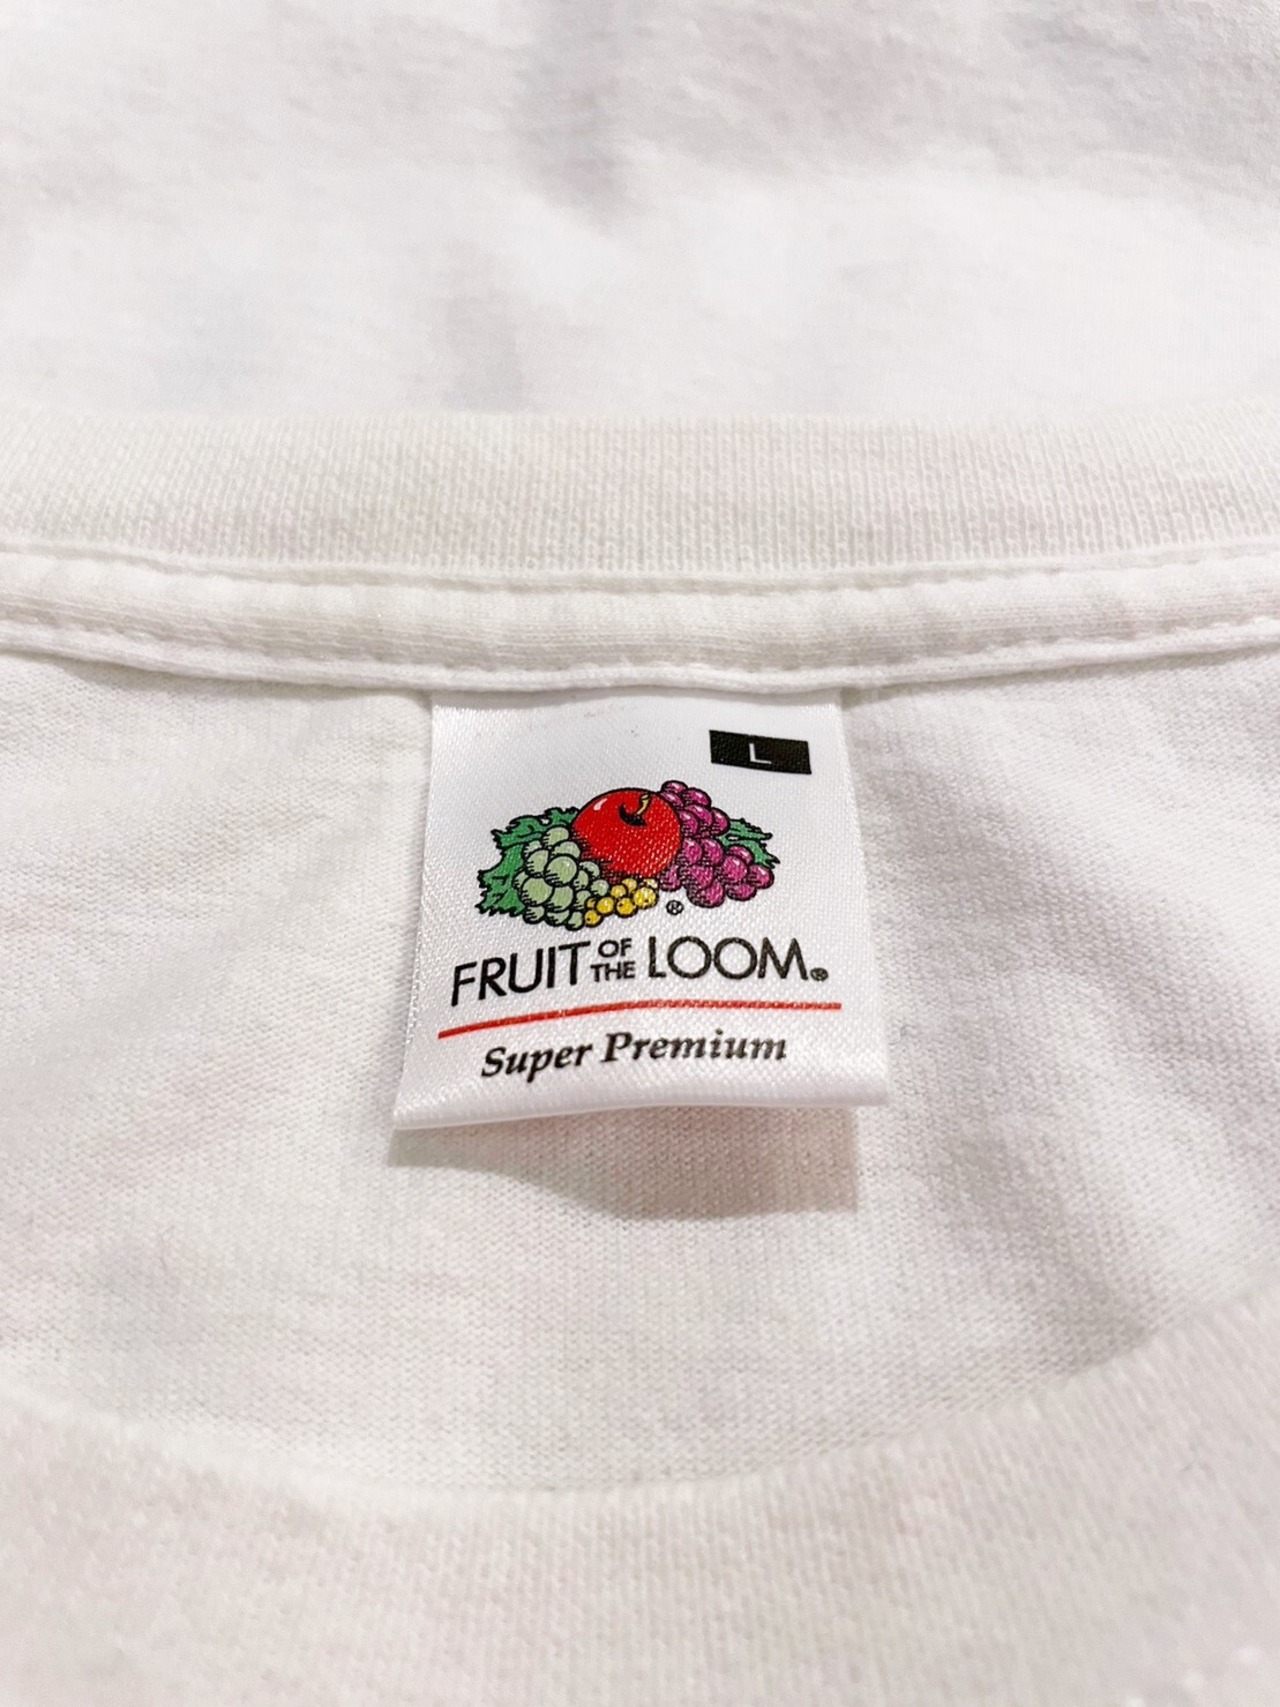 L
®
FRUIT OF THE LOOM®
Super Premium